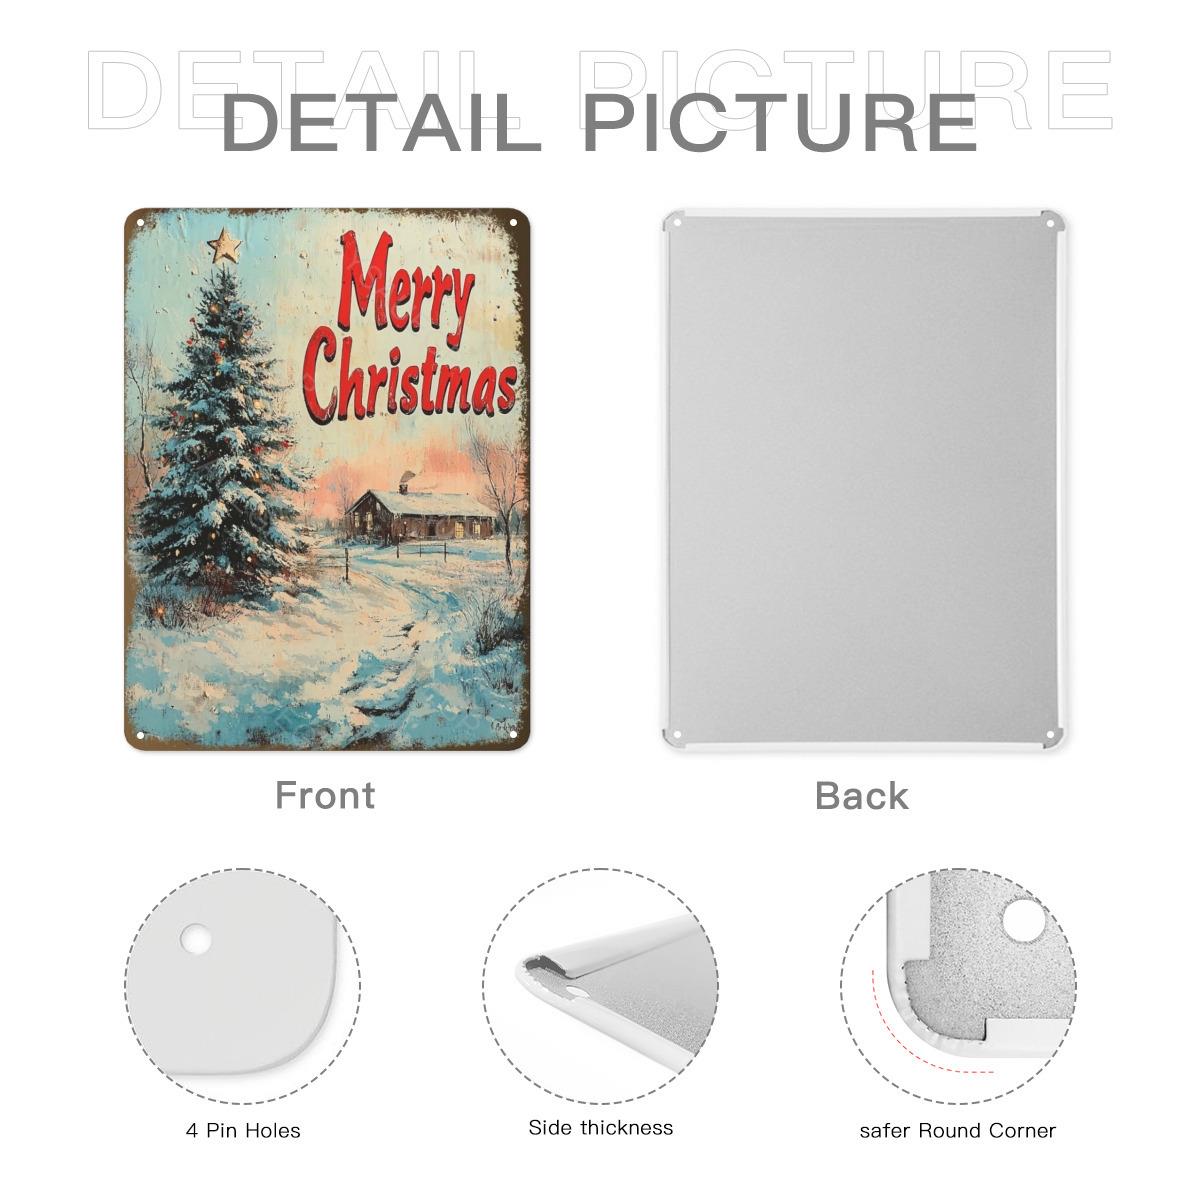 DETAIL PICTURE
DETAIL PICTURE
Merry
Christmas
Front
Back
4 Pin Holes
Side thickness
safer Round Corner